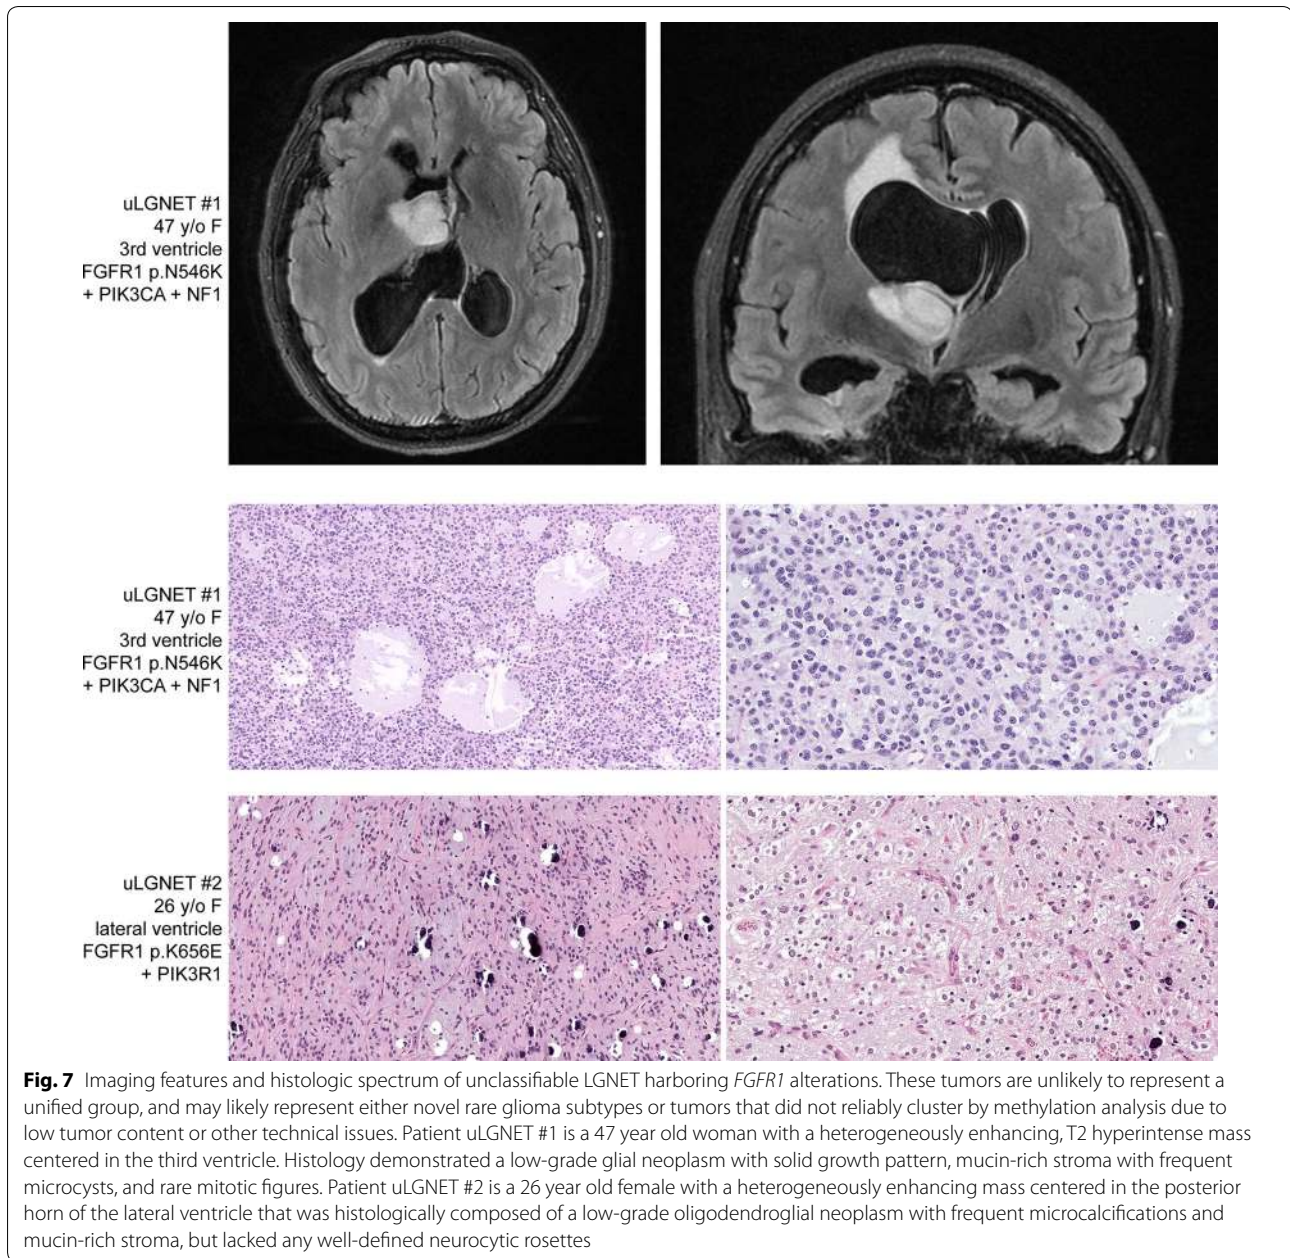 uLGNET #1
47 y/o F
3rd ventricle
FGFR1 p.N546K
+ PIK3CA + NF1
uLGNET #1
47 y/o F
3rd ventricle
FGFR1 p.N546K
+ PIK3CA + NF1
uLGNET #2
26 y/o F
lateral ventricle
FGFR1 p.K656E
+ PIK3R1
Fig. 7 Imaging features and histologic spectrum of unclassifiable LGNET harboring FGFR1 alterations. These tumors are unlikely to represent a
unified group, and may likely represent either novel rare glioma subtypes or tumors that did not reliably cluster by methylation analysis due to
low tumor content or other technical issues. Patient uLGNET #1 is a 47 year old woman with a heterogeneously enhancing, T2 hyperintense mass
centered in the third ventricle. Histology demonstrated a low-grade glial neoplasm with solid growth pattern, mucin-rich stroma with frequent
microcysts, and rare mitotic figures. Patient uLGNET #2 is a 26 year old female with a heterogeneously enhancing mass centered in the posterior
horn of the lateral ventricle that was histologically composed of a low-grade oligodendroglial neoplasm with frequent microcalcifications and
mucin-rich stroma, but lacked any well-defined neurocytic rosettes